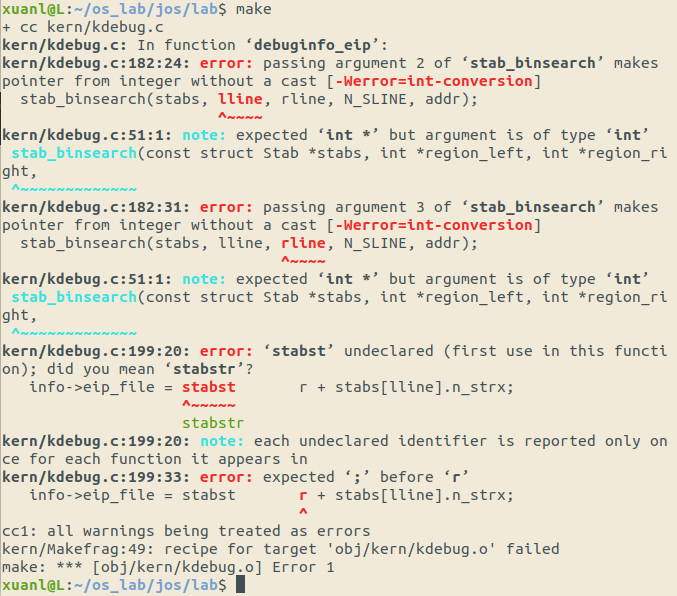 xuanl@L:~/os_lab/jos/lab$ make
+ cc kern/kdebug.c
kern/kdebug.c: In function ‘debuginfo_eip’:
kern/kdebug.c:182:24: error: passing argument 2 of ‘stab_binsearch’ makes
pointer from integer without a cast [-Werror=int-conversion]
  stab_binsearch(stabs, lline, rline, N_SLINE, addr);
                        ^~~~~
kern/kdebug.c:51:1: note: expected ‘int *’ but argument is of type ‘int’
 stab_binsearch(const struct Stab *stabs, int *region_left, int *region_ri
ght,
 ^~~~~~~~~~~~~~
kern/kdebug.c:182:31: error: passing argument 3 of ‘stab_binsearch’ makes
pointer from integer without a cast [-Werror=int-conversion]
  stab_binsearch(stabs, lline, rline, N_SLINE, addr);
                               ^~~~~
kern/kdebug.c:51:1: note: expected ‘int *’ but argument is of type ‘int’
 stab_binsearch(const struct Stab *stabs, int *region_left, int *region_ri
ght,
 ^~~~~~~~~~~~~~
kern/kdebug.c:199:20: error: ‘stabst’ undeclared (first use in this functi
on); did you mean ‘stabstr’?
   info->eip_file = stabst       r + stabs[lline].n_strx;
                    ^~~~~~
                    stabstr
kern/kdebug.c:199:20: note: each undeclared identifier is reported only on
ce for each function it appears in
kern/kdebug.c:199:33: error: expected ‘;’ before ‘r’
   info->eip_file = stabst       r + stabs[lline].n_strx;
                                 ^
cc1: all warnings being treated as errors
kern/Makefrag:49: recipe for target 'obj/kern/kdebug.o' failed
make: *** [obj/kern/kdebug.o] Error 1
xuanl@L:~/os_lab/jos/lab$